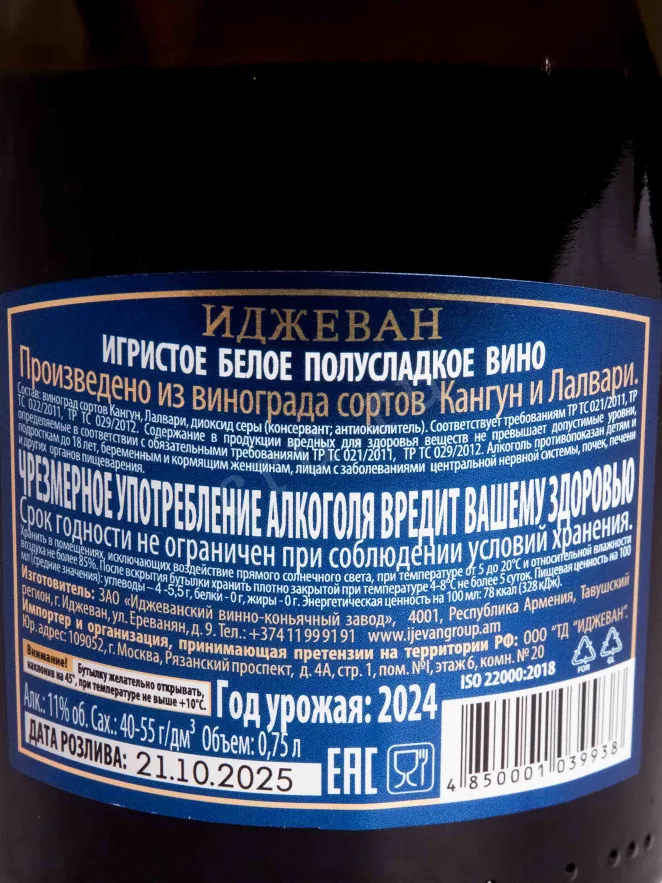 ИДЖЕВАН
ИГРИСТОЕ БЕЛОЕ ПОЛУСЛАДКОЕ ВИНО
Произведено из винограда сортов Кангун и Лалвари.
Состав: виноград сортов Кангун, Лалвари, диоксид серы (консервант; антиокислитель). Соответствует требованиям ТР ТС 021/2011, ТР
ТС 022/2011, ТР ТС 029/2012. Содержание в продукции вредных для здоровья веществ не превышает допустимые уровни,
определяемые в соответствии с обязательными требованиями ТР ТС 021/2011, ТР ТС 029/2012. Алкоголь противопоказан детям и
подросткам до 18 лет, беременным и кормящим женщинам, лицам с заболеваниями центральной нервной системы, почек, печени
и других органов пищеварения.
ЧРЕЗМЕРНОЕ УПОТРЕБЛЕНИЕ АЛКОГОЛЯ ВРЕДИТ ВАШЕМУ ЗДОРОВЬЮ
Срок годности не ограничен при соблюдении условий хранения.
Хранить в помещениях, исключающих воздействие прямого солнечного света, при температуре от 5 до 20°С и относительной влажности
воздуха не более 85%. После вскрытия бутылки хранить плотно закрытой при температуре 4-8°С не более 5 суток. Пищевая ценность на 100
мл (средние значения): углеводы – 4 -5,5 г, белки - 0 г, жиры - 0 г. Энергетическая ценность на 100 мл: 78 ккал (328 кДж).
Изготовитель: ЗАО «Иджеванский винно-коньячный завод», 4001, Республика Армения, Тавушский
регион, г. Иджеван, ул. Ереванян, д. 9. Тел.: +374 11 999191 www.ijevangroup.am
Импортер и организация, принимающая претензии на территории РФ: ООО "ТД "ИДЖЕВАН".
Юр. адрес: 109052, г. Москва, Рязанский проспект, д. 4А, стр. 1, пом. №I, этаж 6, комн. № 20
ISO 22000:2018
FOR
GL
Внимание! Бутылку желательно открывать,
наклонив на 45°, при температуре не выше +10°С.
Алк.: 11% об. Сах.: 40-55 г/дм³ Объем: 0,75 л
Год урожая: 2024
ДАТА РОЗЛИВА: 21.10.2025
EAC
4 850001 039938